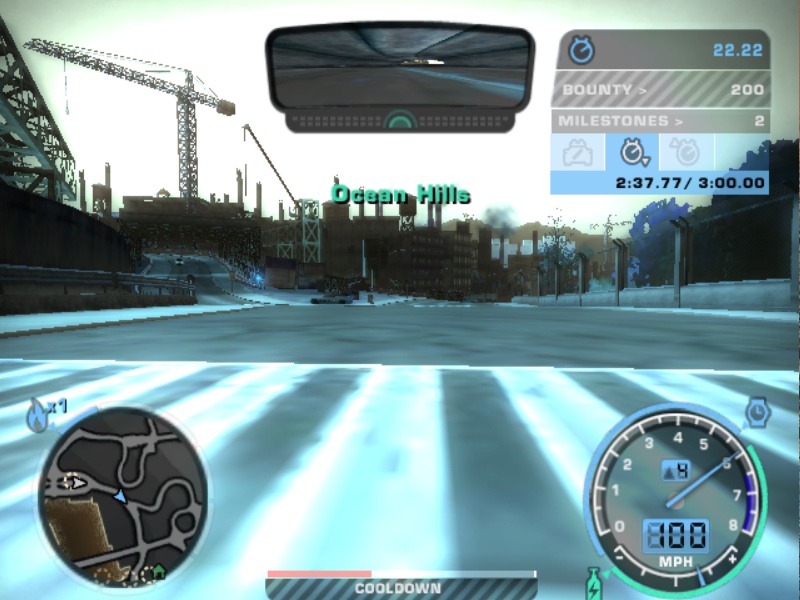 22.22
BOUNTY > 200
MILESTONES > 2
2:37.77/ 3:00.00
Ocean Hills
x1
0 1 2 3 4 5 6 7 8
4
100
MPH
COOLDOWN